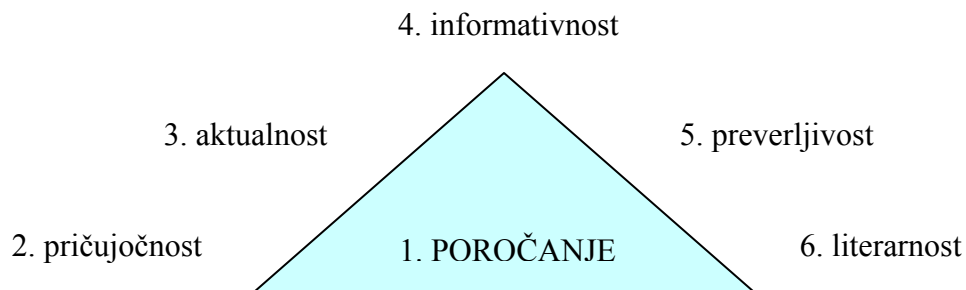 4. informativnost
3. aktualnost
5. preverljivost
2. pričujočnost
1. POROČANJE
6. literarnost